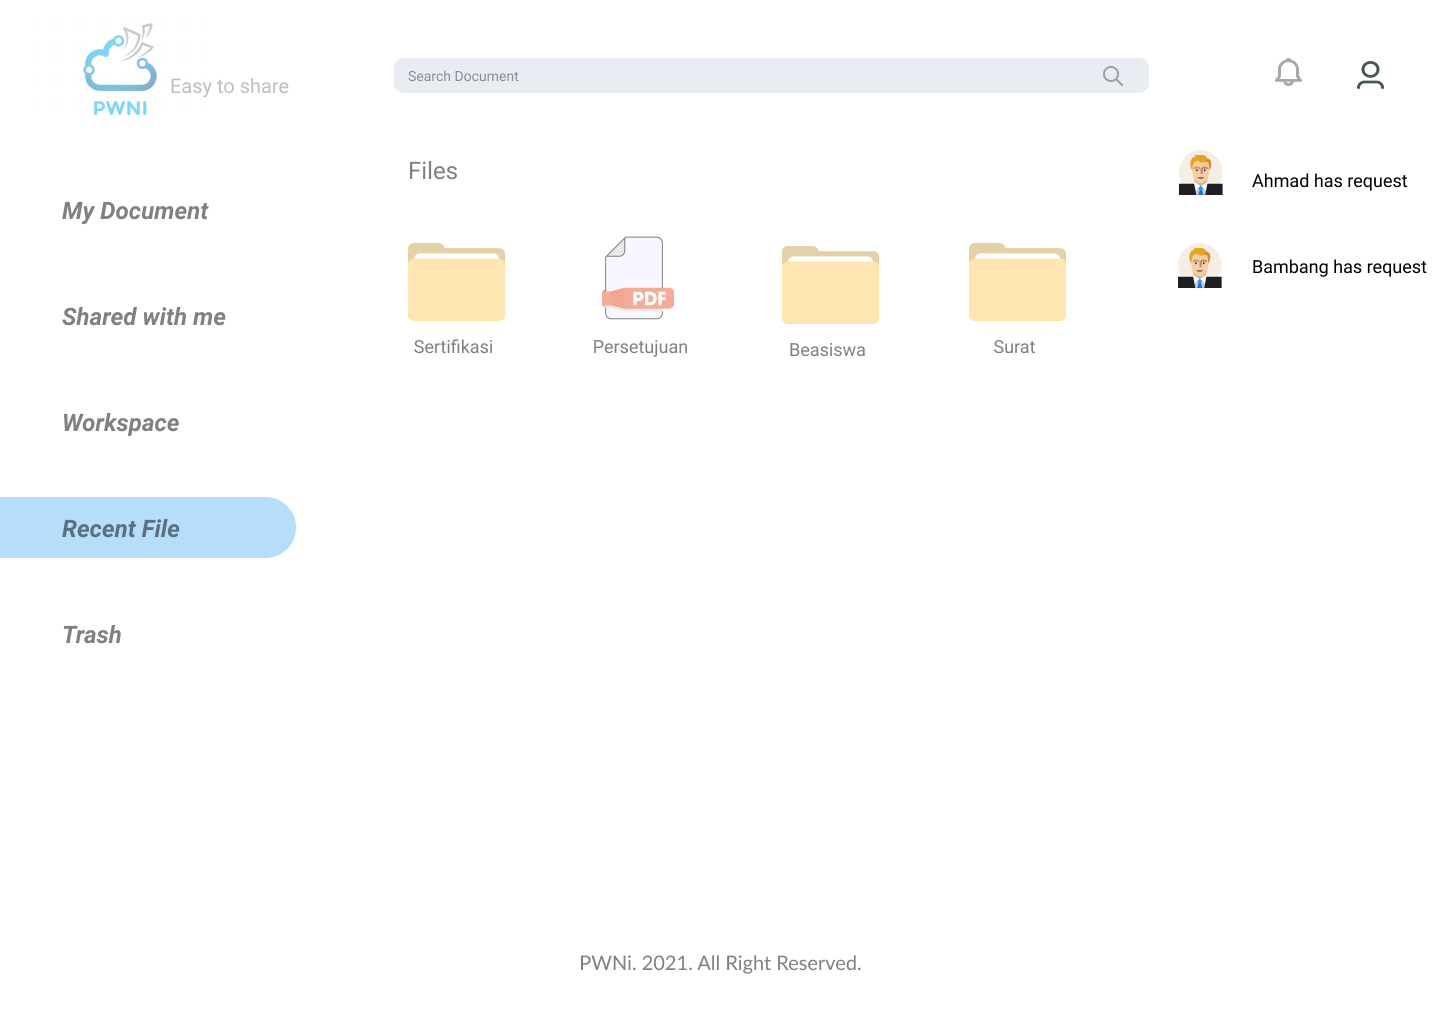 PWNI
Easy to share
Search Document
My Document
Shared with me
Workspace
Recent File
Trash
Files
Sertifikasi
PDF
Persetujuan
Beasiswa
Surat
Ahmad has request
Bambang has request
PWNi. 2021. All Right Reserved.